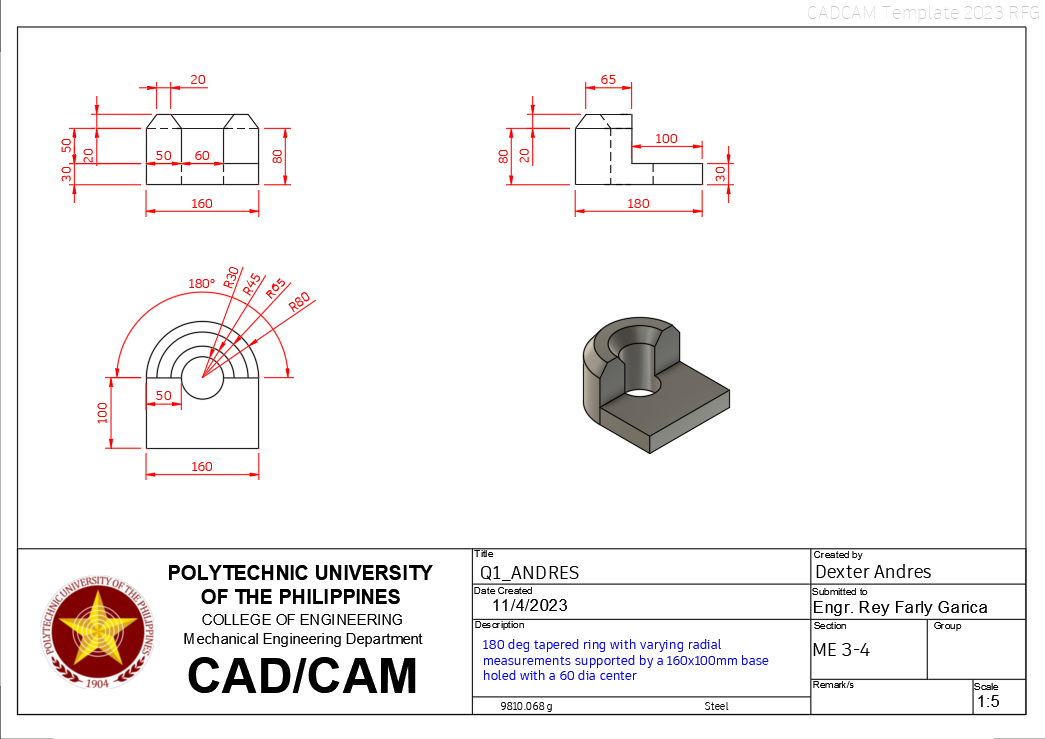 CADCAM Template 2023 RFG
20
50
20
30
50
60
80
160
65
100
80
20
30
180
180°
R30
R45
R65
R80
50
100
160
POLYTECHNIC UNIVERSITY OF THE PHILIPPINES
1904
POLYTECHNIC UNIVERSITY
OF THE PHILIPPINES
COLLEGE OF ENGINEERING
Mechanical Engineering Department
CAD/CAM
Title
Q1_ANDRES
Date Created
11/4/2023
Description
180 deg tapered ring with varying radial
measurements supported by a 160x100mm base
holed with a 60 dia center
9810.068 g
Steel
Created by
Dexter Andres
Submitted to
Engr. Rey Farly Garica
Section
ME 3-4
Group
Remark/s
Scale
1:5